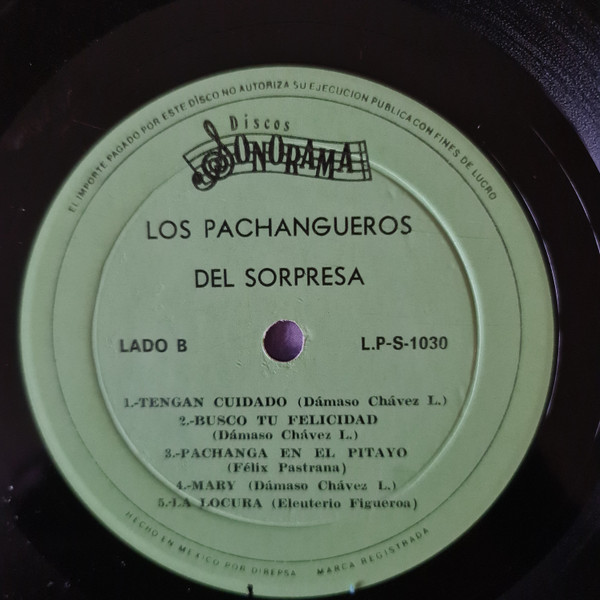 EL IMPORTE PAGADO POR ESTE DISCO NO AUTORIZA SU EJECUCION PUBLICA CON FINES DE LUCRO
Discos
SONORAMA
LOS PACHANGUEROS
DEL SORPRESA
LADO B
L.P-S-1030
1.-TENGAN CUIDADO (Dámaso Chávez L.)
2.-BUSCO TU FELICIDAD
(Dámaso Chávez L.)
3.-PACHANGA EN EL PITAYO
(Félix Pastrana)
4.-MARY (Dámaso Chávez L.)
5.-LA LOCURA (Eleuterio Figueroa)
HECHO EN MEXICO POR DIREPSA MARCA REGISTRADA